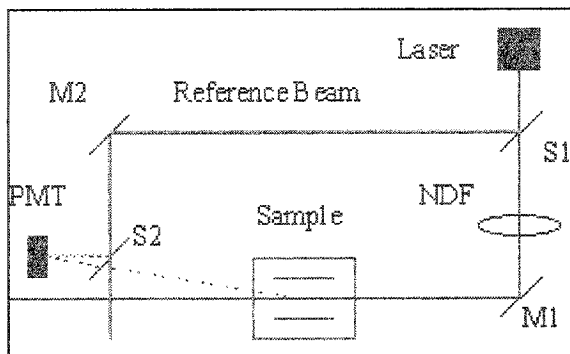 Laser
M2
Reference Beam
S1
PMT
NDF
S2
Sample
M1